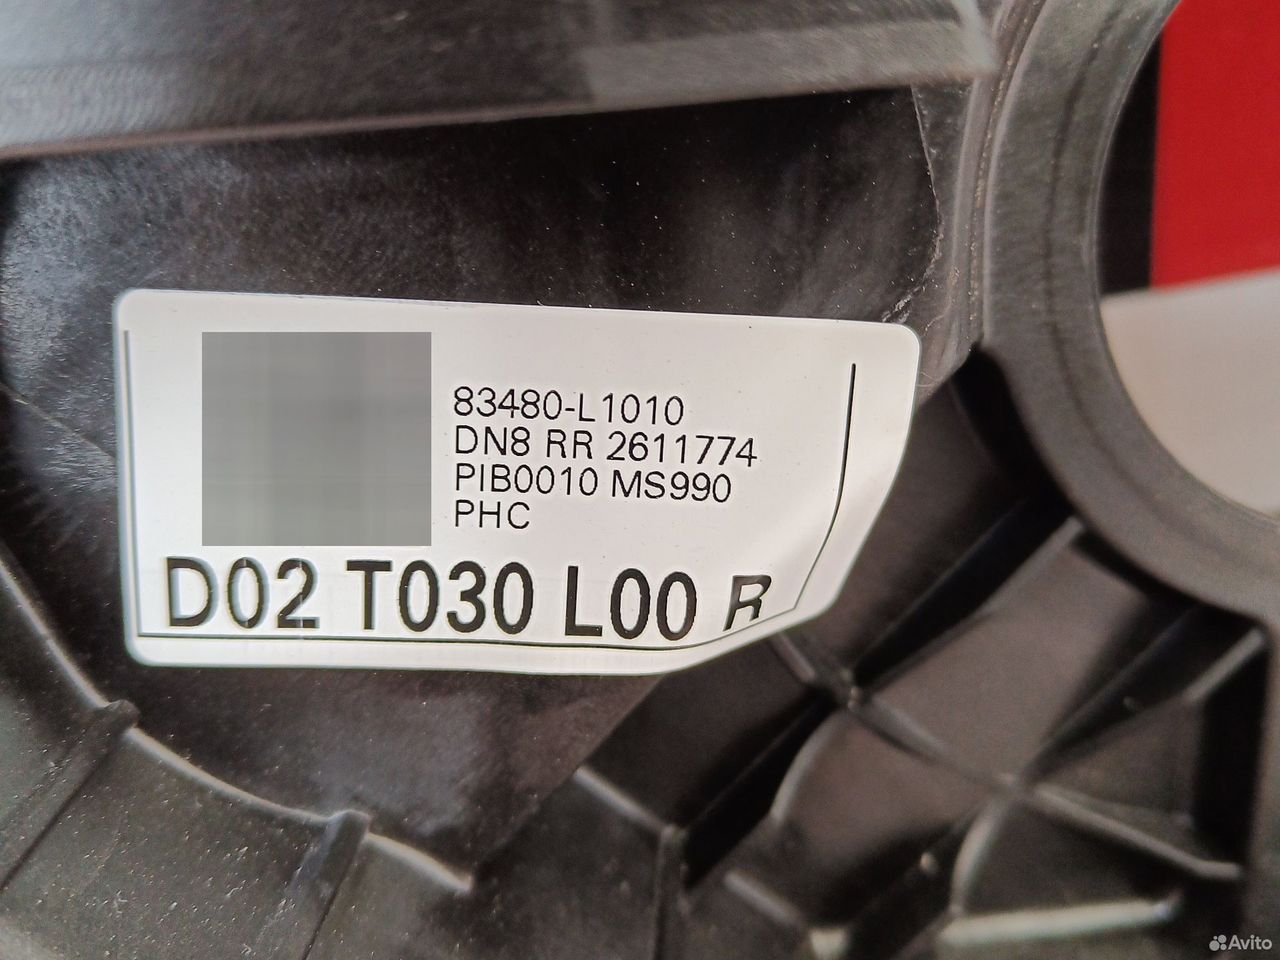 83480-L1010
DN8 RR 2611774
PIB0010 MS990
PHC
D02 T030 L00 R
Avito